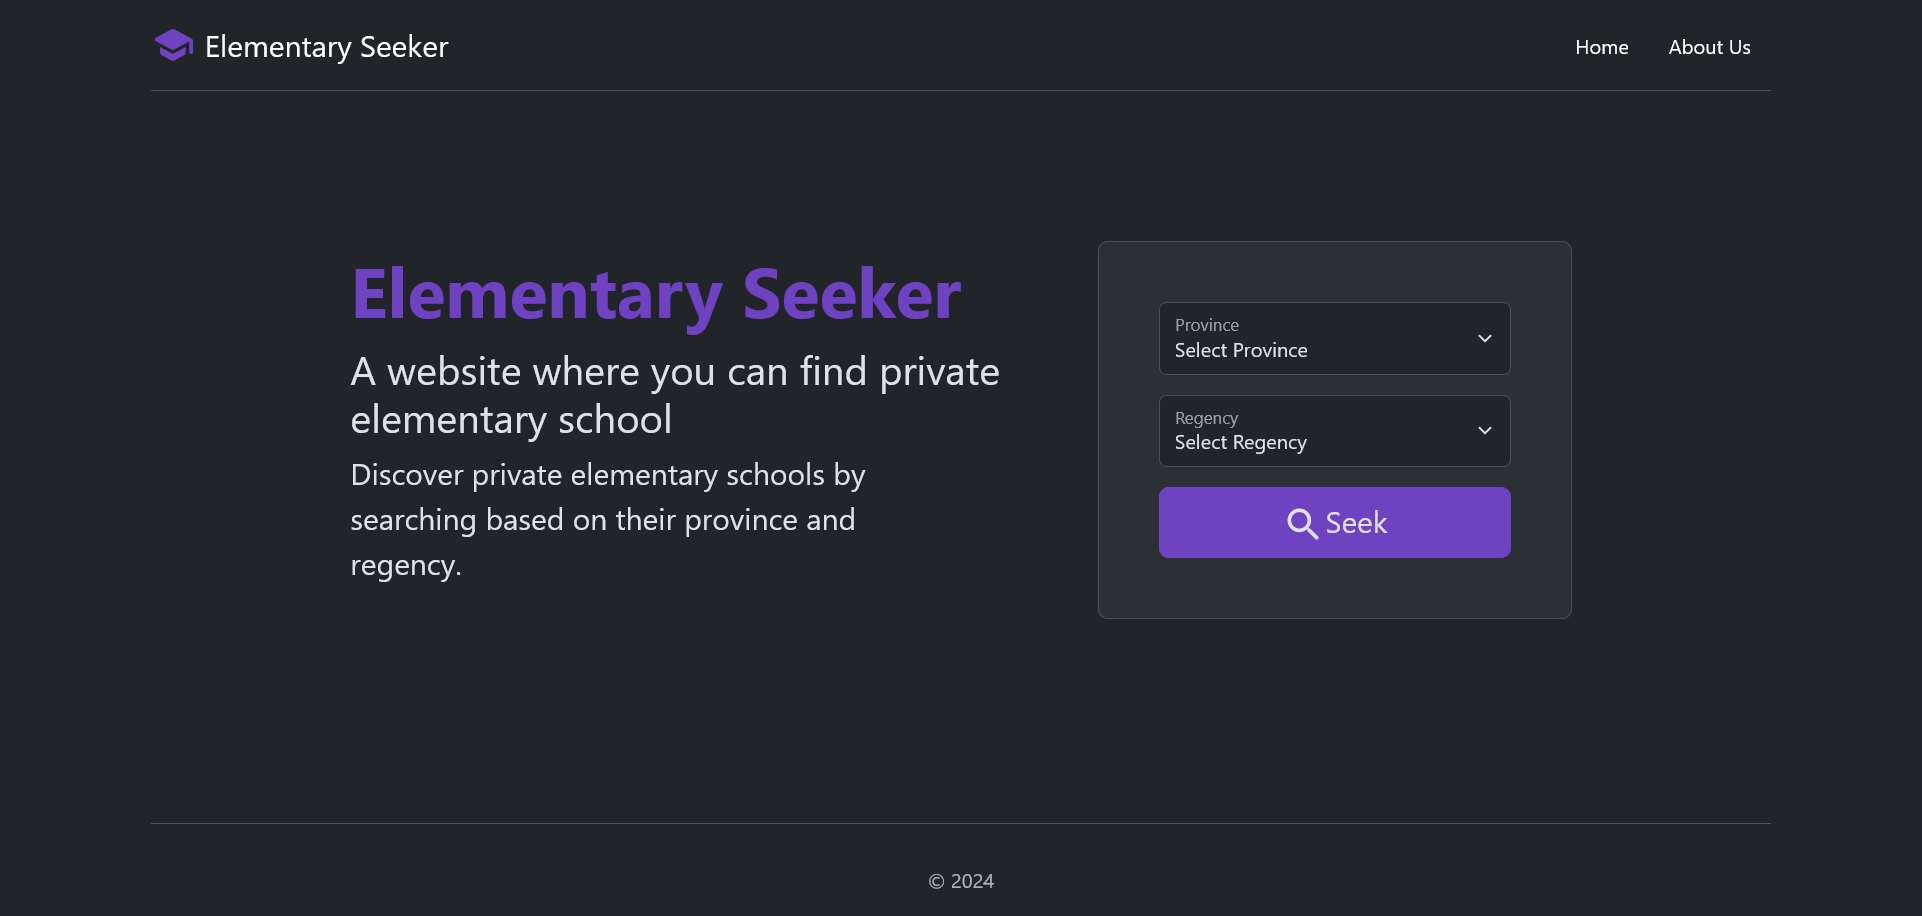 Elementary Seeker
Home
About Us
Elementary Seeker
A website where you can find private
elementary school
Discover private elementary schools by
searching based on their province and
regency.
Province
Select Province
Regency
Select Regency
Seek
© 2024